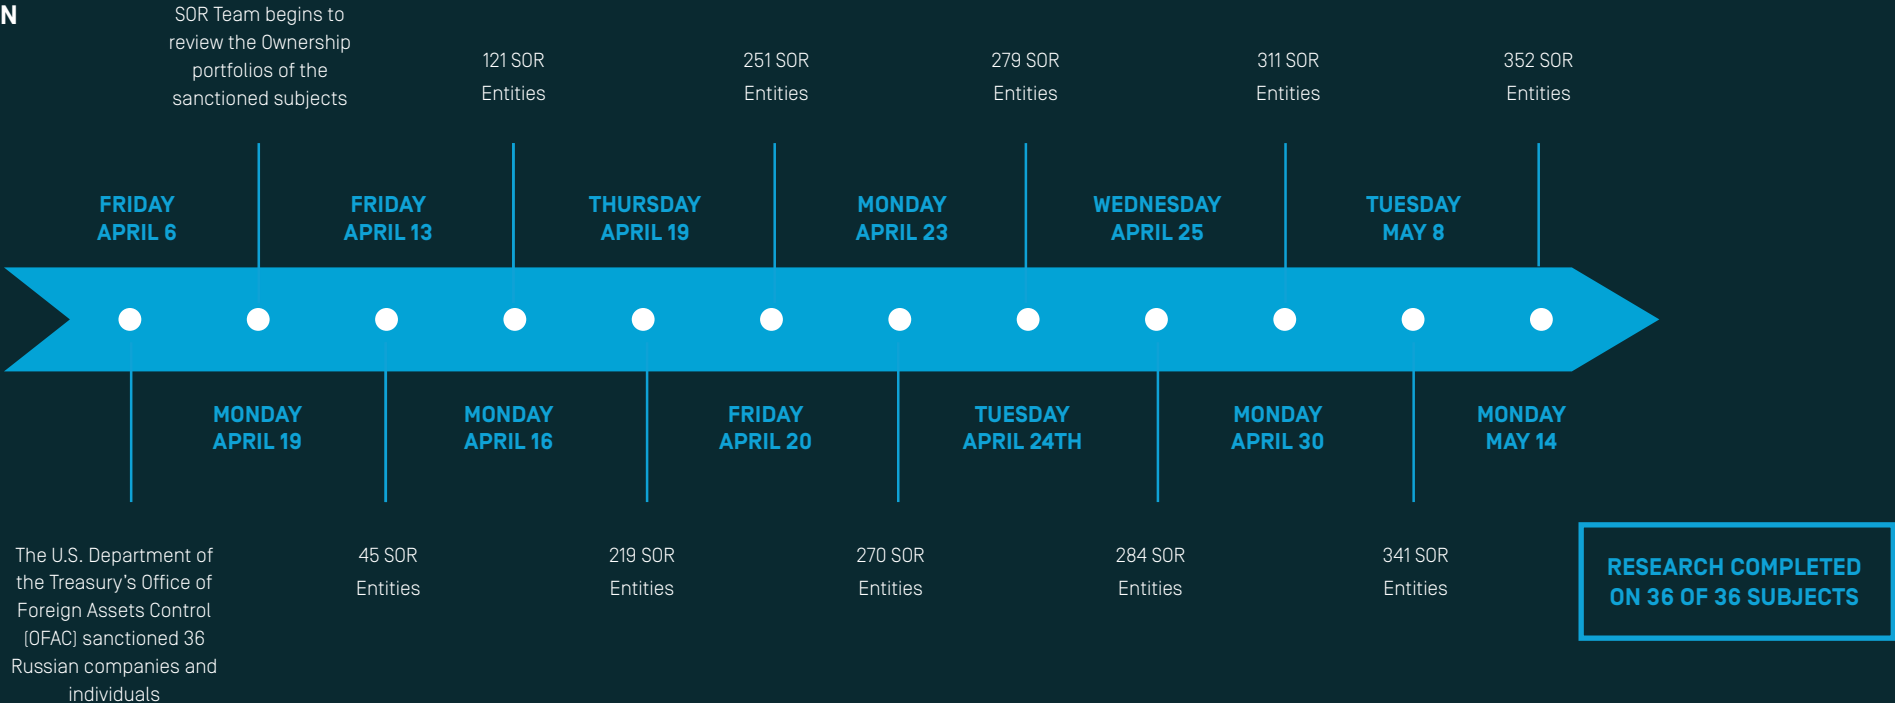 N
SOR Team begins to
review the Ownership
portfolios of the
sanctioned subjects
121 SOR
Entities
251 SOR
Entities
279 SOR
Entities
311 SOR
Entities
352 SOR
Entities
FRIDAY
APRIL 6
FRIDAY
APRIL 13
THURSDAY
APRIL 19
MONDAY
APRIL 23
WEDNESDAY
APRIL 25
TUESDAY
MAY 8
MONDAY
APRIL 19
MONDAY
APRIL 16
FRIDAY
APRIL 20
TUESDAY
APRIL 24TH
MONDAY
APRIL 30
MONDAY
MAY 14
The U.S. Department of
the Treasury's Office of
Foreign Assets Control
(OFAC) sanctioned 36
Russian companies and
individuals
45 SOR
Entities
219 SOR
Entities
270 SOR
Entities
284 SOR
Entities
341 SOR
Entities
RESEARCH COMPLETED
ON 36 OF 36 SUBJECTS